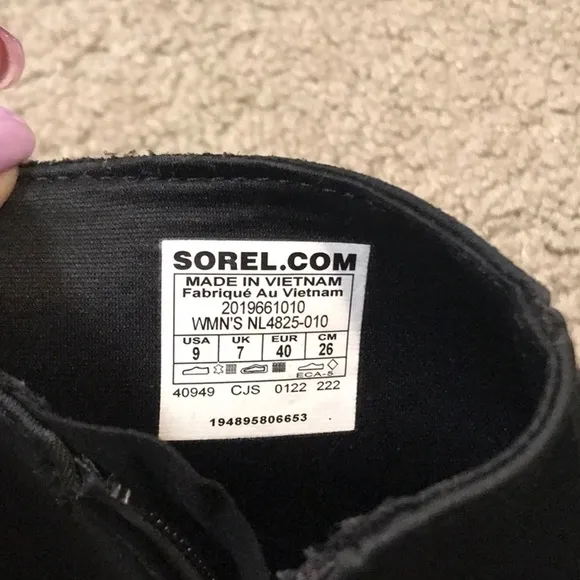 SOREL.COM
MADE IN VIETNAM
Fabriqué Au Vietnam
2019661010
WMN'S NL4825-010
USA UK EUR CM
9 7 40 26
ECA-S
40949 CJS 0122 222
194895806653